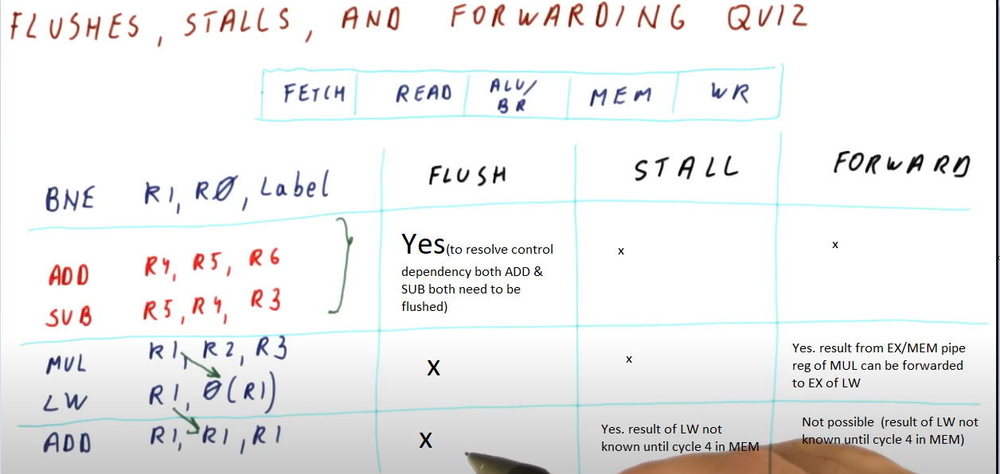 FLUSHES, STALLS, AND FORWARDING QUIZ
FETCH READ ALU/BR MEM WR
BNE R1, RØ, Label FLUSH STALL FORWARD
ADD R4, R5, R6
SUB R5, R4, R3
Yes(to resolve control
dependency both ADD &
SUB both need to be
flushed)
x
x
MUL R1, R2, R3
LW R1, Ø(R1)
X
x
Yes. result from EX/MEM pipe
reg of MUL can be forwarded
to EX of LW
ADD R1, R1, R1
X
Yes. result of LW not
known until cycle 4 in MEM
Not possible (result of LW not
known until cycle 4 in MEM)